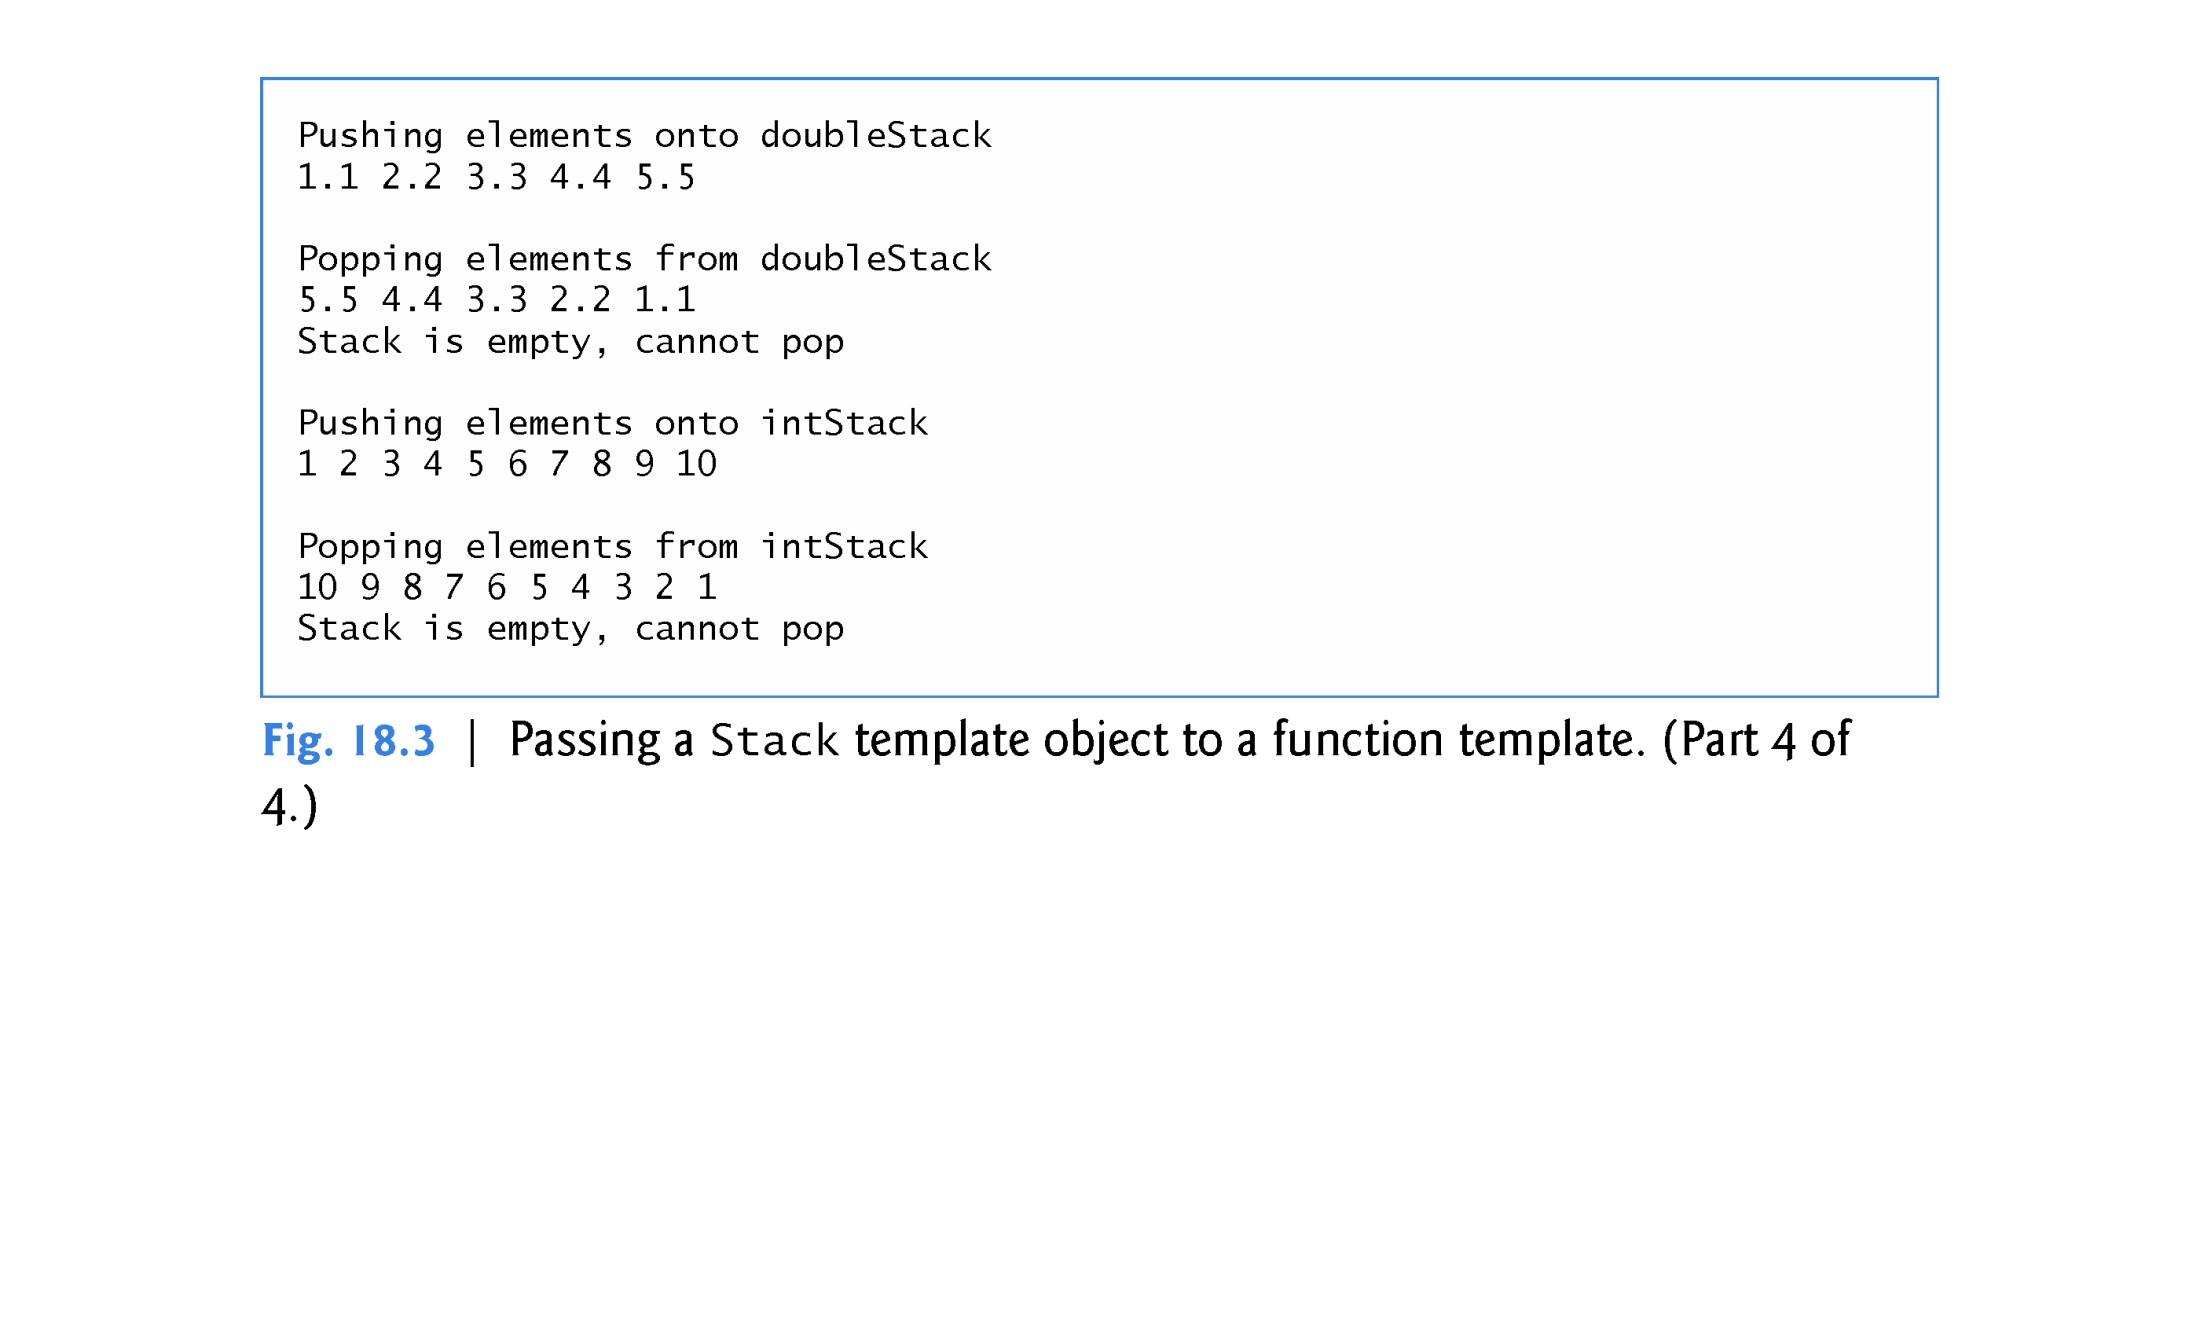 Pushing elements onto doubleStack
1.1 2.2 3.3 4.4 5.5
Popping elements from doubleStack
5.5 4.4 3.3 2.2 1.1
Stack is empty, cannot pop
Pushing elements onto intStack
1 2 3 4 5 6 7 8 9 10
Popping elements from intStack
10 9 8 7 6 5 4 3 2 1
Stack is empty, cannot pop
Fig. 18.3 | Passing a Stack template object to a function template. (Part 4 of
4.)